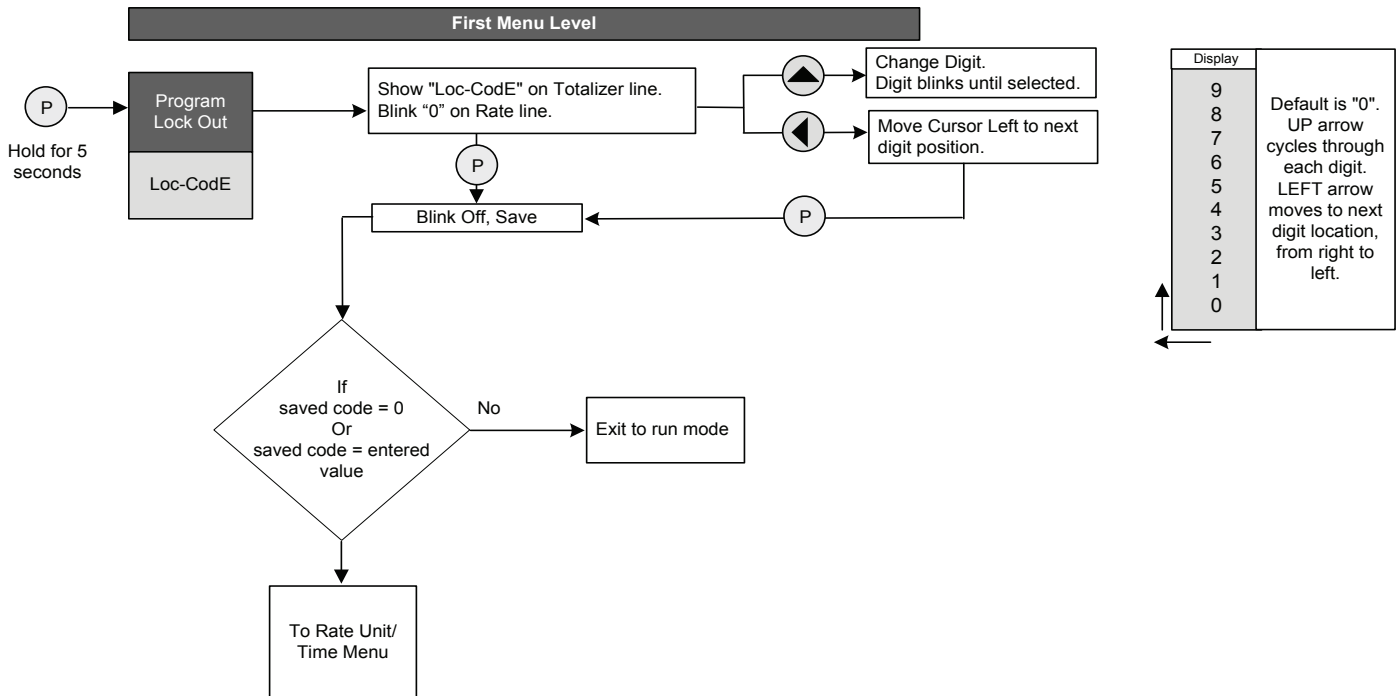 First Menu Level
P
Hold for 5
seconds
Program
Lock Out
Loc-CodE
Show "Loc-CodE" on Totalizer line.
Blink “0” on Rate line.
Change Digit.
Digit blinks until selected.
Move Cursor Left to next
digit position.
P
P
Blink Off, Save
If
saved code = 0
Or
saved code = entered
value
No
Exit to run mode
To Rate Unit/
Time Menu
Display
9
8
7
6
5
4
3
2
1
0
Default is "0".
UP arrow
cycles through
each digit.
LEFT arrow
moves to next
digit location,
from right to
left.